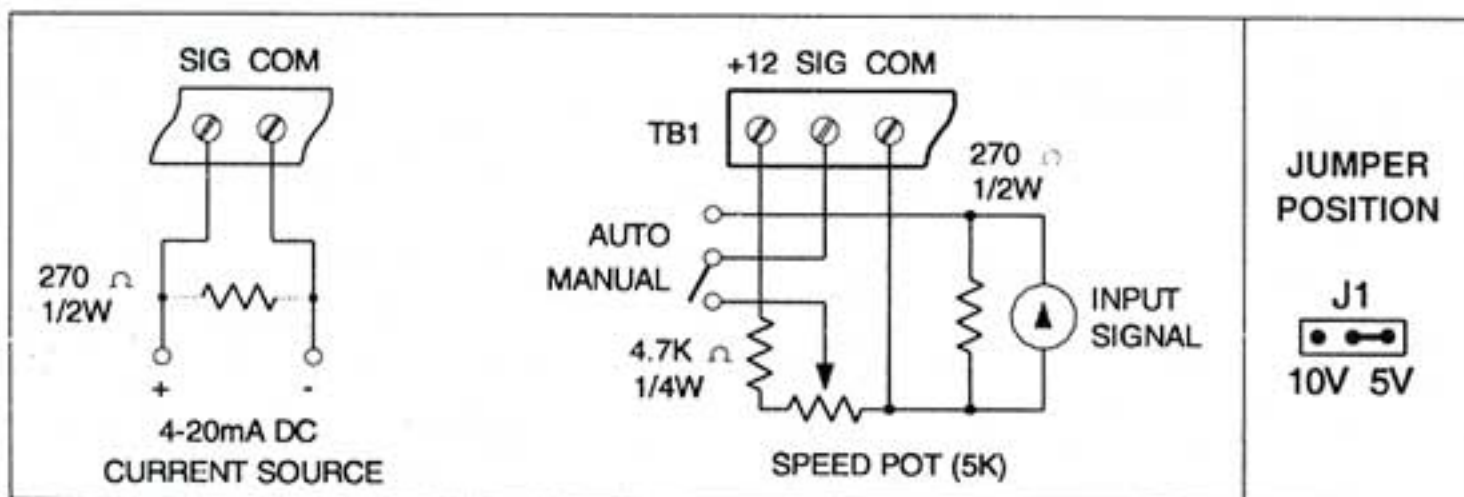 SIG COM
270 Ω
1/2W
+ -
4-20mA DC
CURRENT SOURCE
+12 SIG COM
TB1
270 Ω
1/2W
AUTO
MANUAL
4.7K Ω
1/4W
INPUT
SIGNAL
SPEED POT (5K)
JUMPER
POSITION
J1
10V 5V